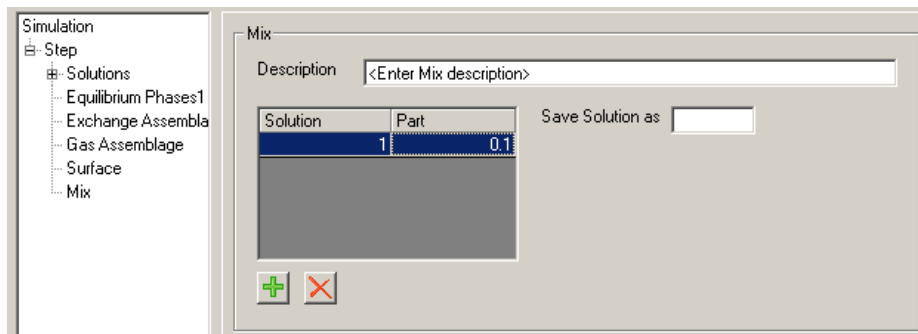 Simulation
Step
Solutions
Equilibrium Phases1
Exchange Assembla
Gas Assemblage
Surface
Mix
Mix
Description <Enter Mix description>
Solution Part
1 0.1
Save Solution as